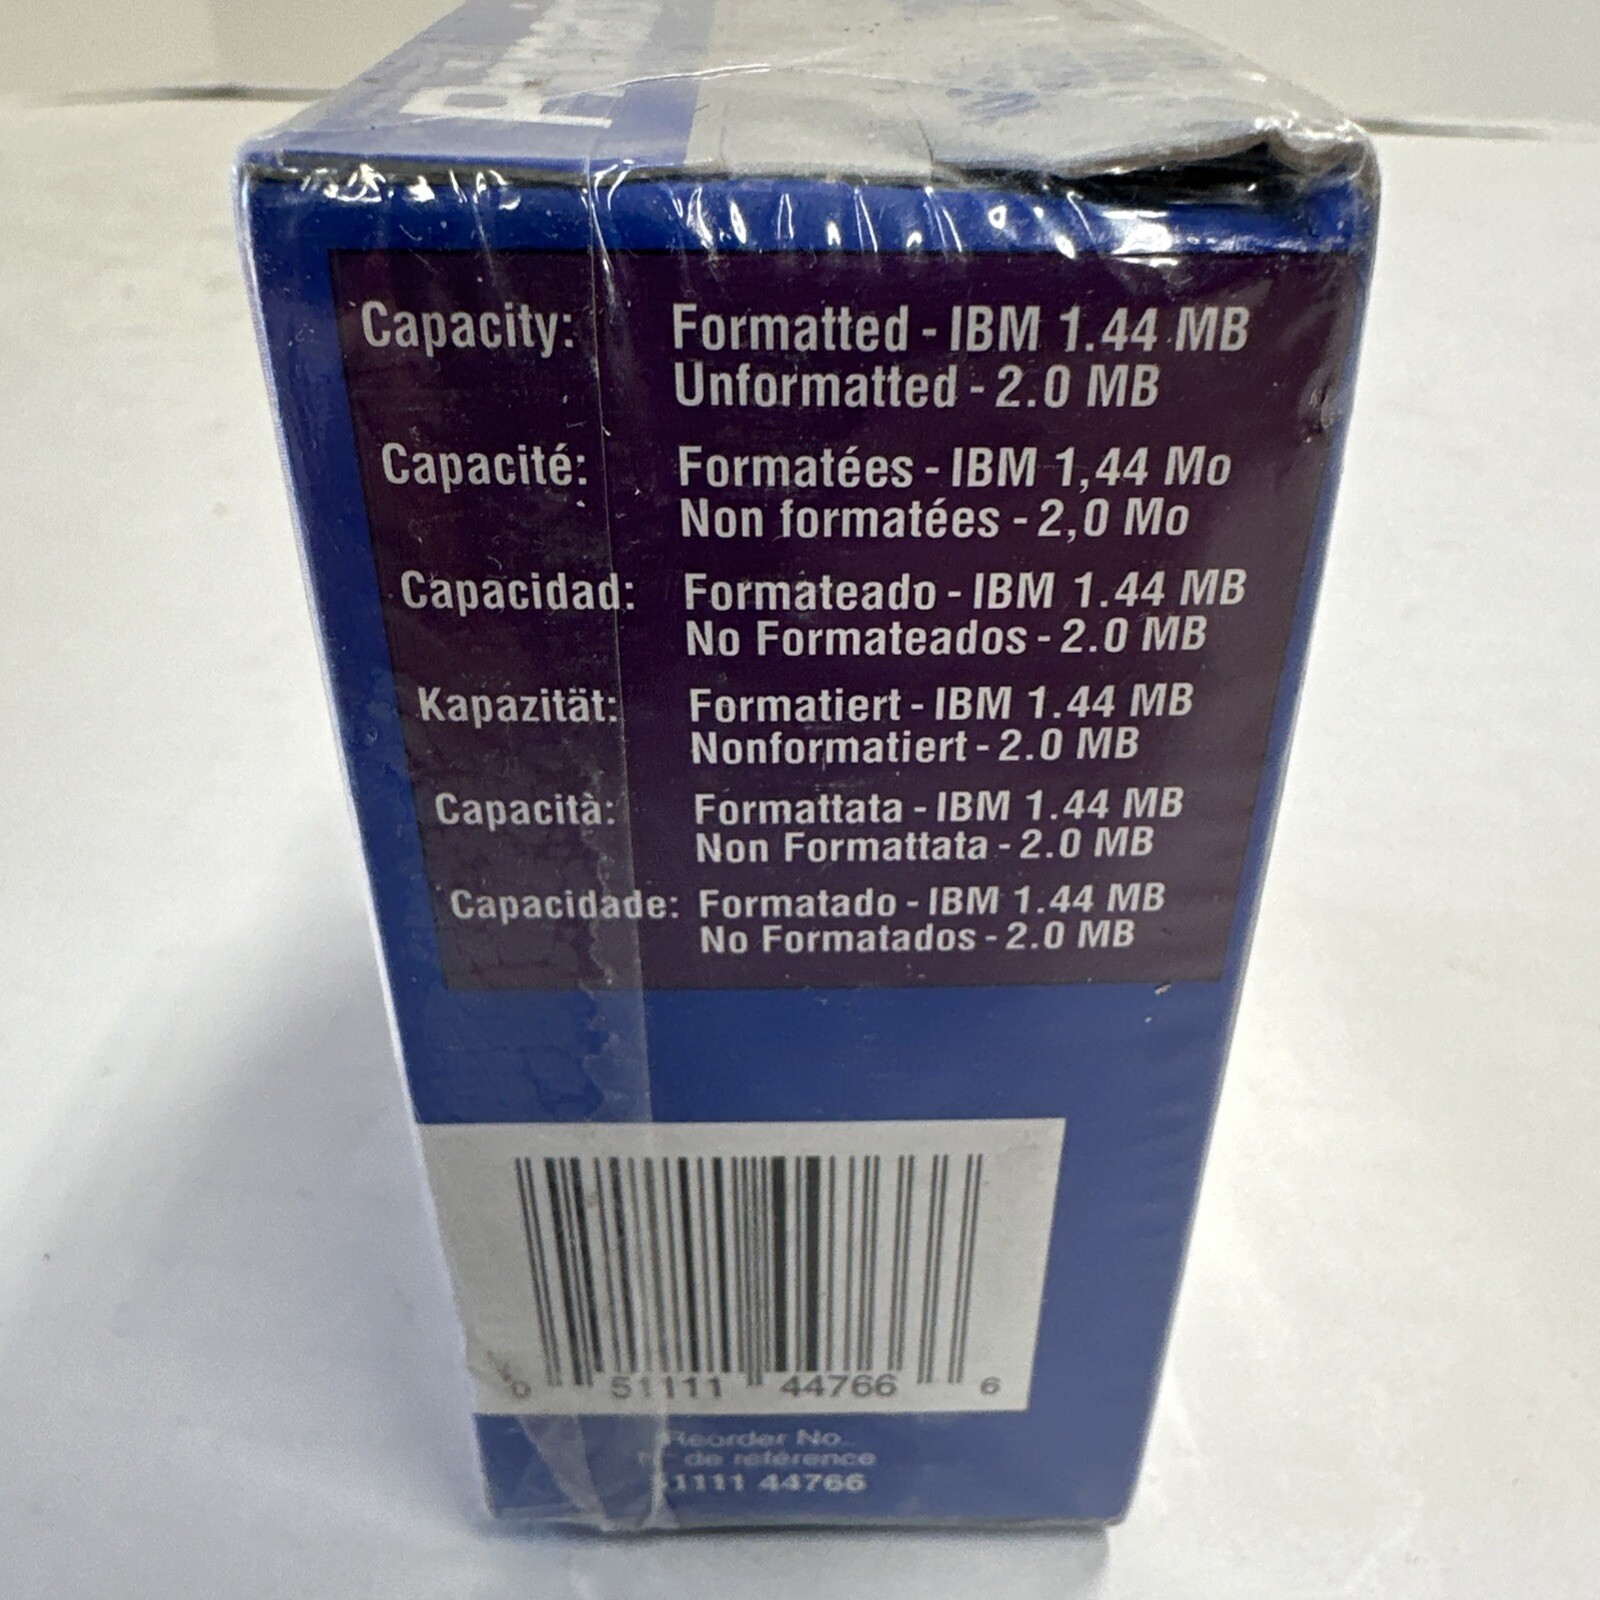 Capacity: Formatted - IBM 1.44 MB
Unformatted - 2.0 MB
Capacité: Formatées - IBM 1,44 Mo
Non formatées - 2,0 Mo
Capacidad: Formateado - IBM 1.44 MB
No Formateados - 2.0 MB
Kapazität: Formatiert - IBM 1.44 MB
Nonformatiert - 2.0 MB
Capacità: Formattata - IBM 1.44 MB
Non Formattata - 2.0 MB
Capacidade: Formatado - IBM 1.44 MB
No Formatados - 2.0 MB
0 51111 44766 6
Reorder No.
N° de référence
51111 44766